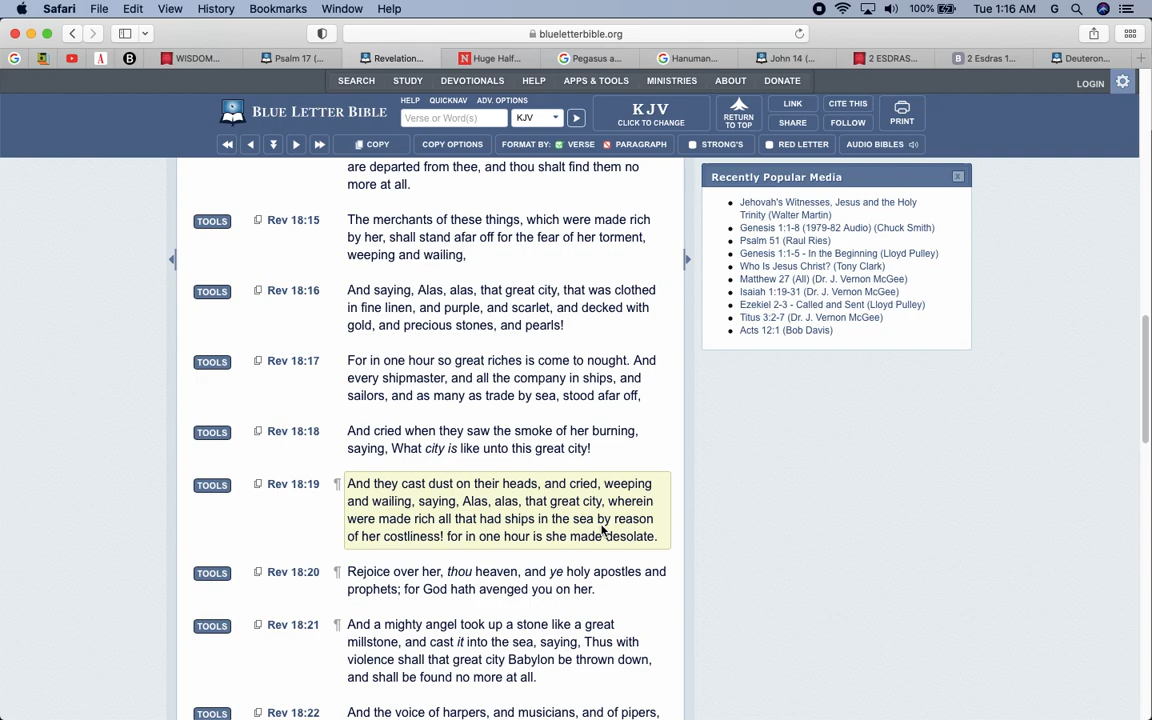 Safari File Edit View History Bookmarks Window Help 100% Tue 1:16 AM G
blueletterbible.org
WISDOM... Psalm 17 (... Revelation... Huge Half... Pegasus a... Hanuman... John 14 (... 2 ESDRAS... 2 Esdras 1... Deuteron...
SEARCH STUDY DEVOTIONALS HELP APPS & TOOLS MINISTRIES ABOUT DONATE LOGIN
HELP QUICKNAV ADV. OPTIONS
BLUE LETTER BIBLE
Verse or Word(s) KJV
KJV
CLICK TO CHANGE
RETURN
TO TOP
LINK CITE THIS
SHARE FOLLOW
PRINT
COPY COPY OPTIONS FORMAT BY: VERSE PARAGRAPH STRONG'S RED LETTER AUDIO BIBLES
are departed from thee, and thou shalt find them no
more at all.
TOOLS Rev 18:15 The merchants of these things, which were made rich
by her, shall stand afar off for the fear of her torment,
weeping and wailing,
TOOLS Rev 18:16 And saying, Alas, alas, that great city, that was clothed
in fine linen, and purple, and scarlet, and decked with
gold, and precious stones, and pearls!
TOOLS Rev 18:17 For in one hour so great riches is come to nought. And
every shipmaster, and all the company in ships, and
sailors, and as many as trade by sea, stood afar off,
TOOLS Rev 18:18 And cried when they saw the smoke of her burning,
saying, What city is like unto this great city!
TOOLS Rev 18:19 ¶ And they cast dust on their heads, and cried, weeping
and wailing, saying, Alas, alas, that great city, wherein
were made rich all that had ships in the sea by reason
of her costliness! for in one hour is she made desolate.
TOOLS Rev 18:20 ¶ Rejoice over her, thou heaven, and ye holy apostles and
prophets; for God hath avenged you on her.
TOOLS Rev 18:21 ¶ And a mighty angel took up a stone like a great
millstone, and cast it into the sea, saying, Thus with
violence shall that great city Babylon be thrown down,
and shall be found no more at all.
TOOLS Rev 18:22 And the voice of harpers, and musicians, and of pipers,
Recently Popular Media
Jehovah's Witnesses, Jesus and the Holy
Trinity (Walter Martin)
Genesis 1:1-8 (1979-82 Audio) (Chuck Smith)
Psalm 51 (Raul Ries)
Genesis 1:1-5 - In the Beginning (Lloyd Pulley)
Who Is Jesus Christ? (Tony Clark)
Matthew 27 (All) (Dr. J. Vernon McGee)
Isaiah 1:19-31 (Dr. J. Vernon McGee)
Ezekiel 2-3 - Called and Sent (Lloyd Pulley)
Titus 3:2-7 (Dr. J. Vernon McGee)
Acts 12:1 (Bob Davis)